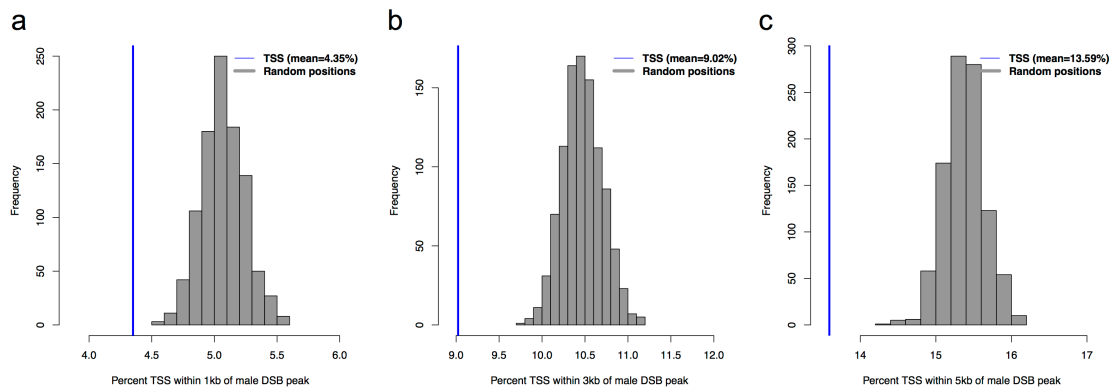 a
TSS (mean=4.35%)
Random positions
Frequency
0
50
100
150
200
250
4.0
4.5
5.0
5.5
6.0
Percent TSS within 1kb of male DSB peak
b
TSS (mean=9.02%)
Random positions
Frequency
0
50
100
150
9.0
10.0
10.5
11.0
11.5
12.0
Percent TSS within 3kb of male DSB peak
c
TSS (mean=13.59%)
Random positions
Frequency
0
50
100
150
200
250
300
14
15
16
17
Percent TSS within 5kb of male DSB peak